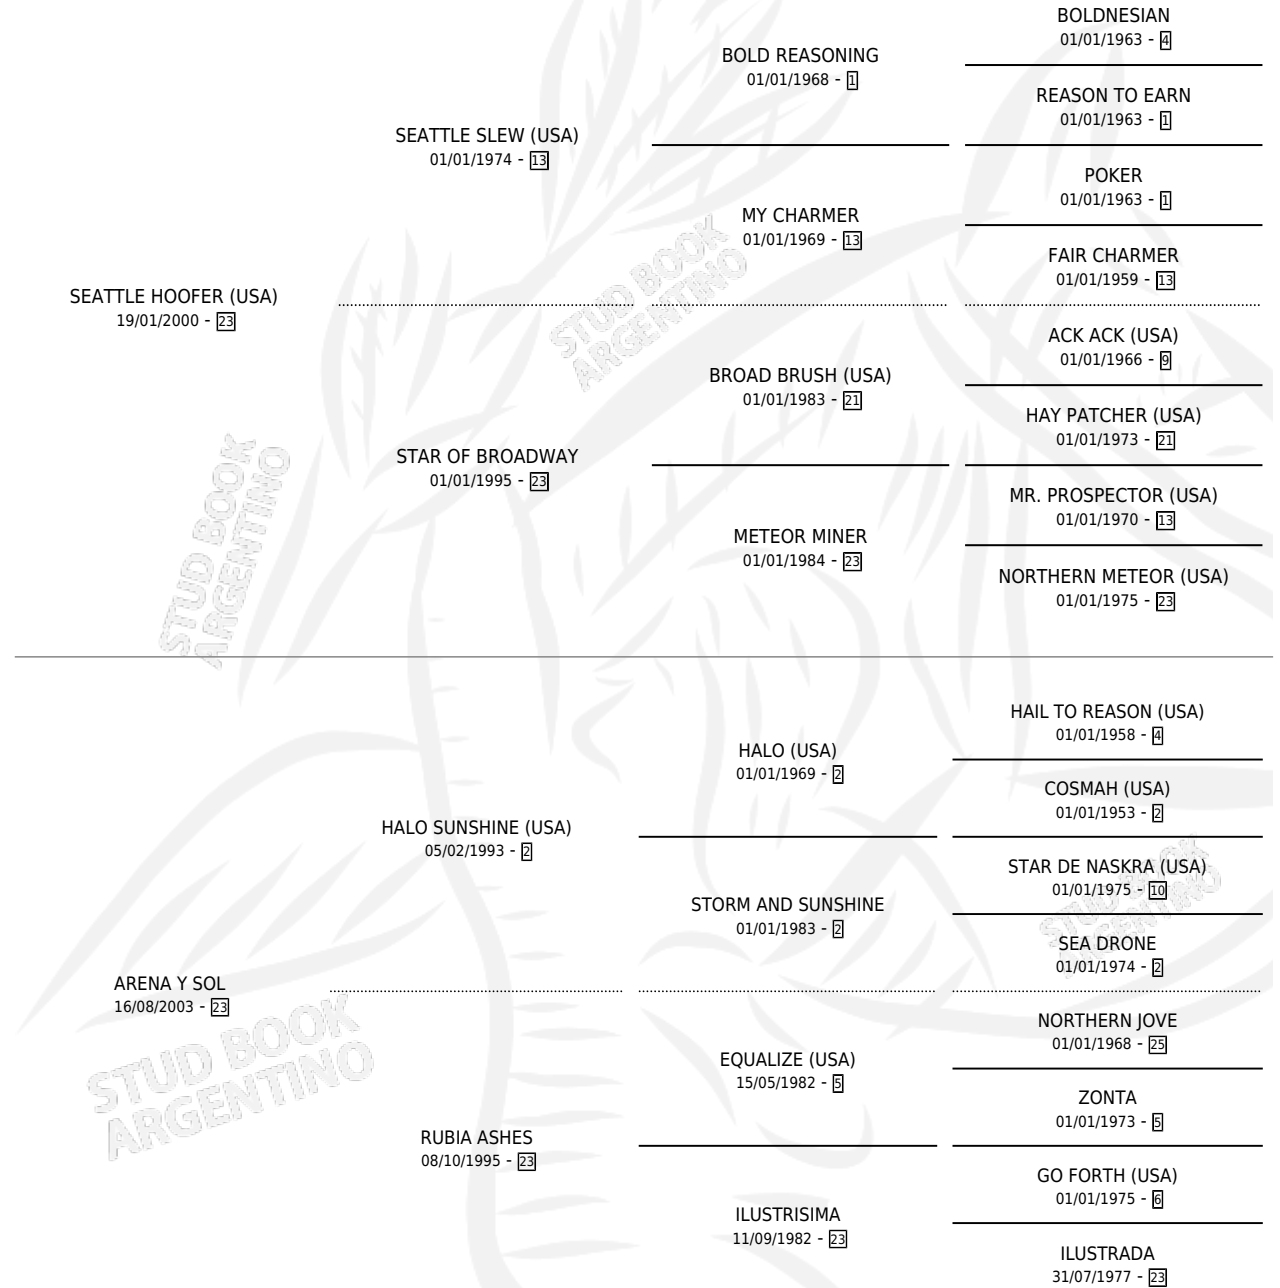 BOLDNESIAN
01/01/1963 - 4
BOLD REASONING
01/01/1968 - 1
REASON TO EARN
01/01/1963 - 1
SEATTLE SLEW (USA)
01/01/1974 - 13
POKER
01/01/1963 - 1
MY CHARMER
01/01/1969 - 13
FAIR CHARMER
01/01/1959 - 13
SEATTLE HOOFER (USA)
19/01/2000 - 23
STUD BOOK
ARGENTINO
ACK ACK (USA)
01/01/1966 - 9
BROAD BRUSH (USA)
01/01/1983 - 21
HAY PATCHER (USA)
01/01/1973 - 21
STAR OF BROADWAY
01/01/1995 - 23
MR. PROSPECTOR (USA)
01/01/1970 - 13
METEOR MINER
01/01/1984 - 23
NORTHERN METEOR (USA)
01/01/1975 - 23
STUD BOOK
ARGENTINO
HAIL TO REASON (USA)
01/01/1958 - 4
HALO (USA)
01/01/1969 - 2
COSMAH (USA)
01/01/1953 - 2
HALO SUNSHINE (USA)
05/02/1993 - 2
STAR DE NASKRA (USA)
01/01/1975 - 10
STORM AND SUNSHINE
01/01/1983 - 2
SEA DRONE
01/01/1974 - 2
STUD BOOK
ARGENTINO
ARENA Y SOL
16/08/2003 - 23
NORTHERN JOVE
01/01/1968 - 25
EQUALIZE (USA)
15/05/1982 - 5
ZONTA
01/01/1973 - 5
STUD BOOK
ARGENTINO
RUBIA ASHES
08/10/1995 - 23
GO FORTH (USA)
01/01/1975 - 6
ILUSTRISIMA
11/09/1982 - 23
ILUSTRADA
31/07/1977 - 23